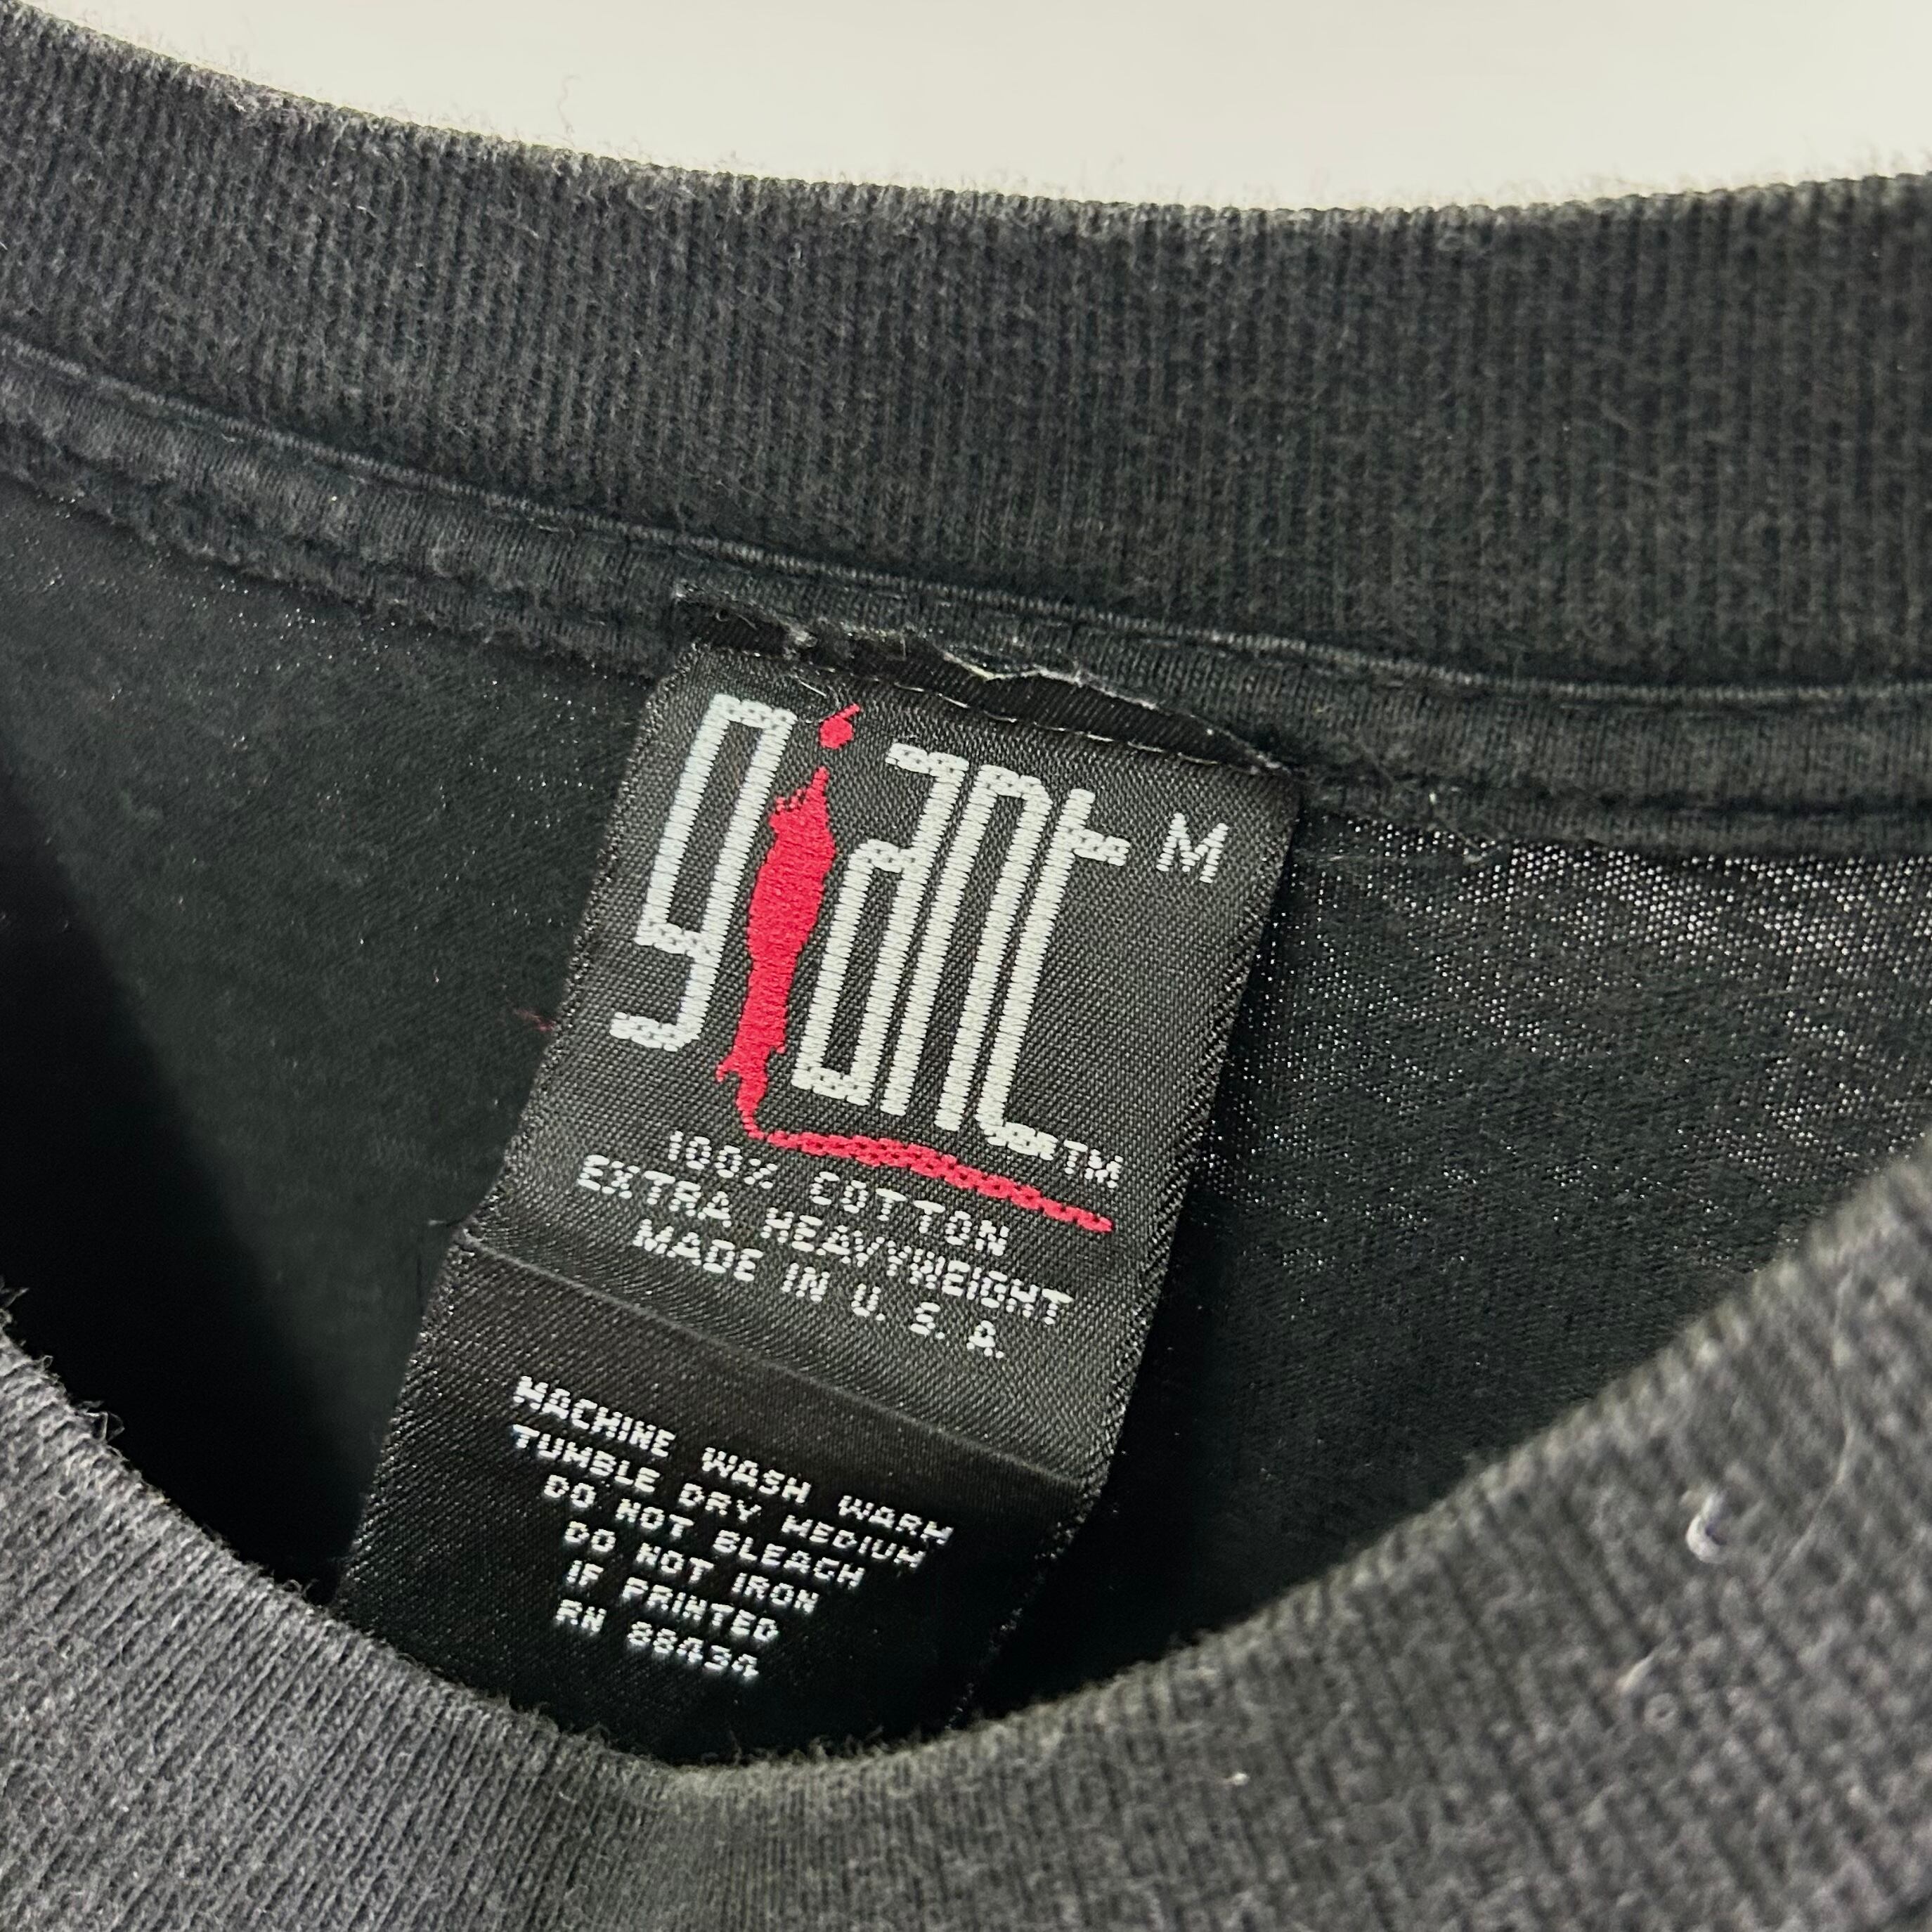 giant M
TM
100% COTTON
EXTRA HEAVYWEIGHT
MADE IN U.S.A.
MACHINE WASH WARM
TUMBLE DRY MEDIUM
DO NOT BLEACH
DO NOT IRON
IF PRINTED
RN 88434